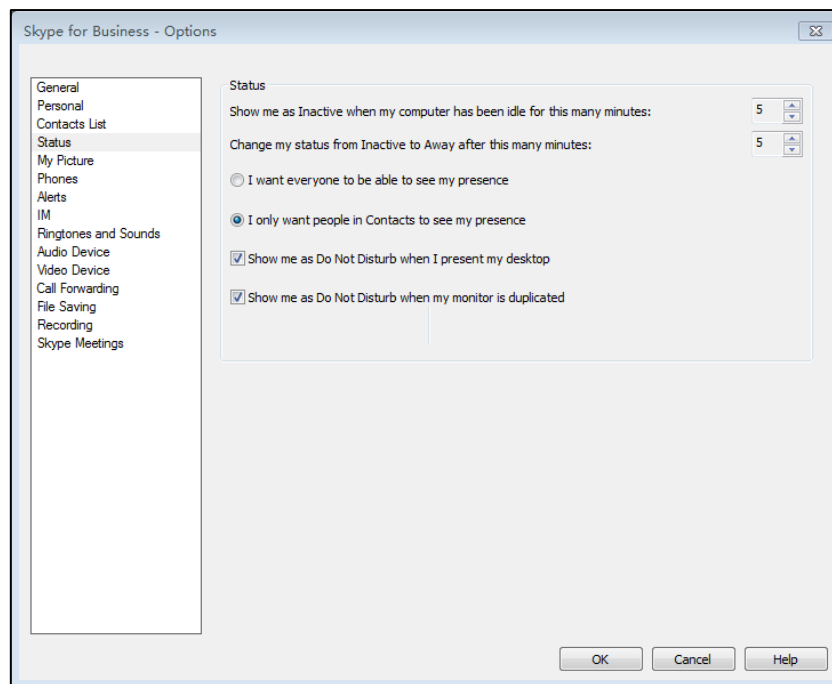 Skype for Business - Options
General
Personal
Contacts List
Status
My Picture
Phones
Alerts
IM
Ringtones and Sounds
Audio Device
Video Device
Call Forwarding
File Saving
Recording
Skype Meetings
Status
Show me as Inactive when my computer has been idle for this many minutes: 5
Change my status from Inactive to Away after this many minutes: 5
I want everyone to be able to see my presence
I only want people in Contacts to see my presence
Show me as Do Not Disturb when I present my desktop
Show me as Do Not Disturb when my monitor is duplicated
OK Cancel Help